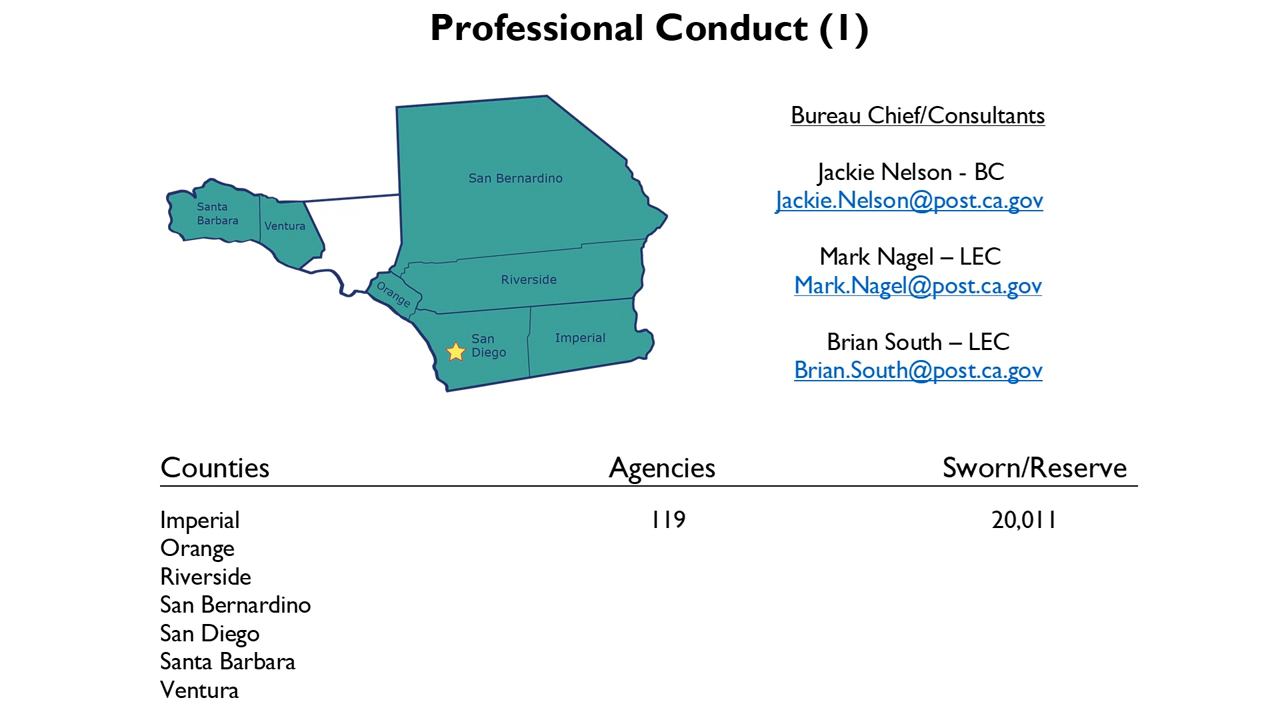 Professional Conduct (1)
San Bernardino
Santa
Barbara
Ventura
Riverside
Orange
San
Diego
Imperial
Bureau Chief/Consultants
Jackie Nelson - BC
Jackie.Nelson@post.ca.gov
Mark Nagel – LEC
Mark.Nagel@post.ca.gov
Brian South – LEC
Brian.South@post.ca.gov
Counties Agencies Sworn/Reserve
Imperial 119 20,011
Orange
Riverside
San Bernardino
San Diego
Santa Barbara
Ventura